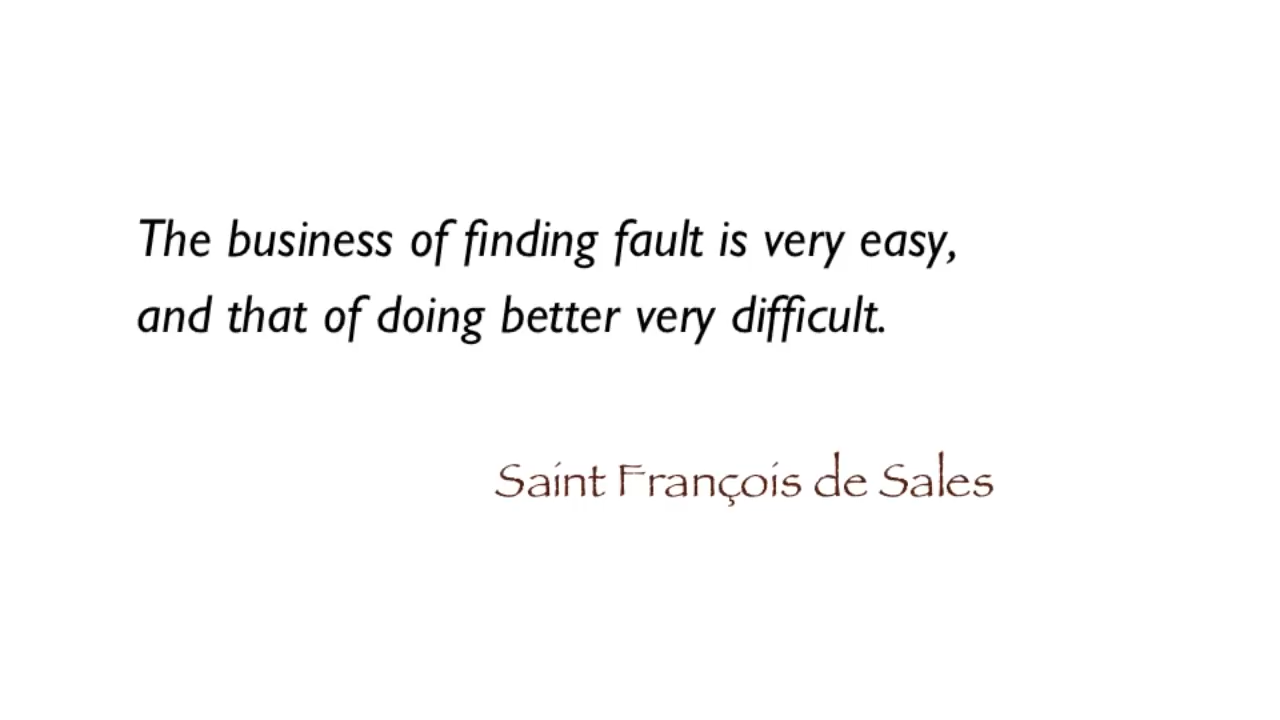 The business of finding fault is very easy,
and that of doing better very difficult.
Saint François de Sales